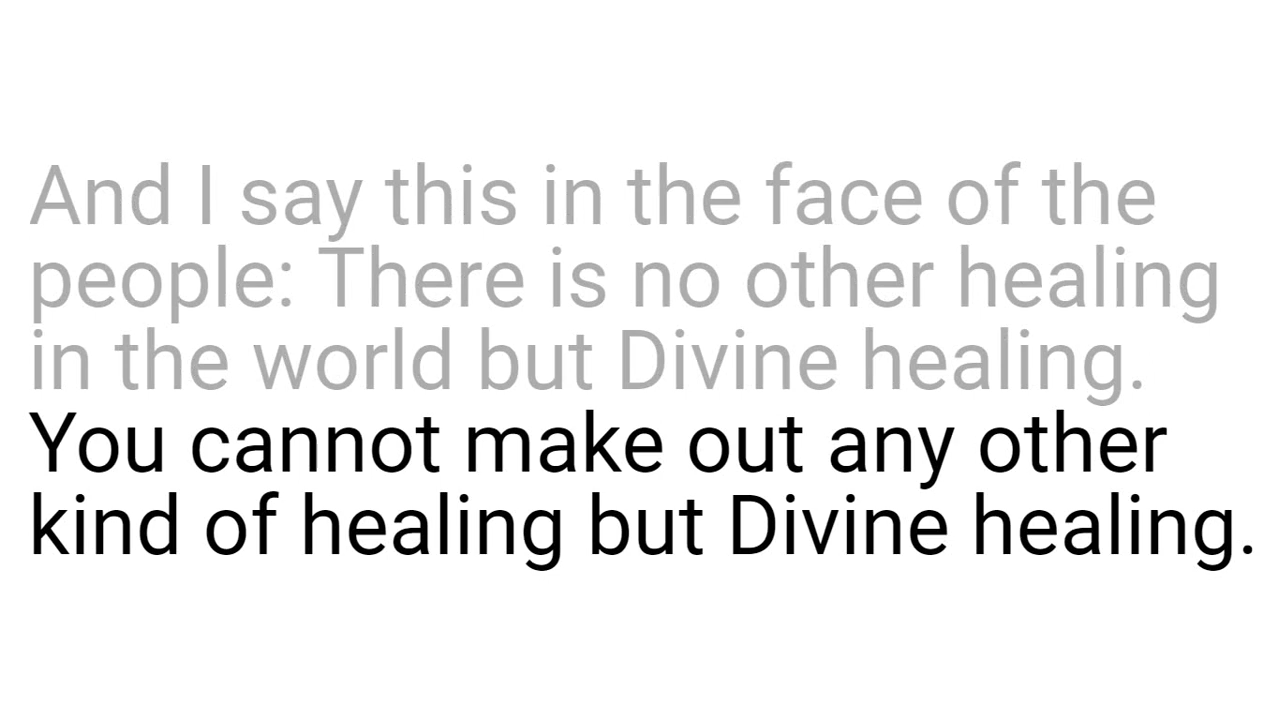 And I say this in the face of the
people: There is no other healing
in the world but Divine healing.
You cannot make out any other
kind of healing but Divine healing.